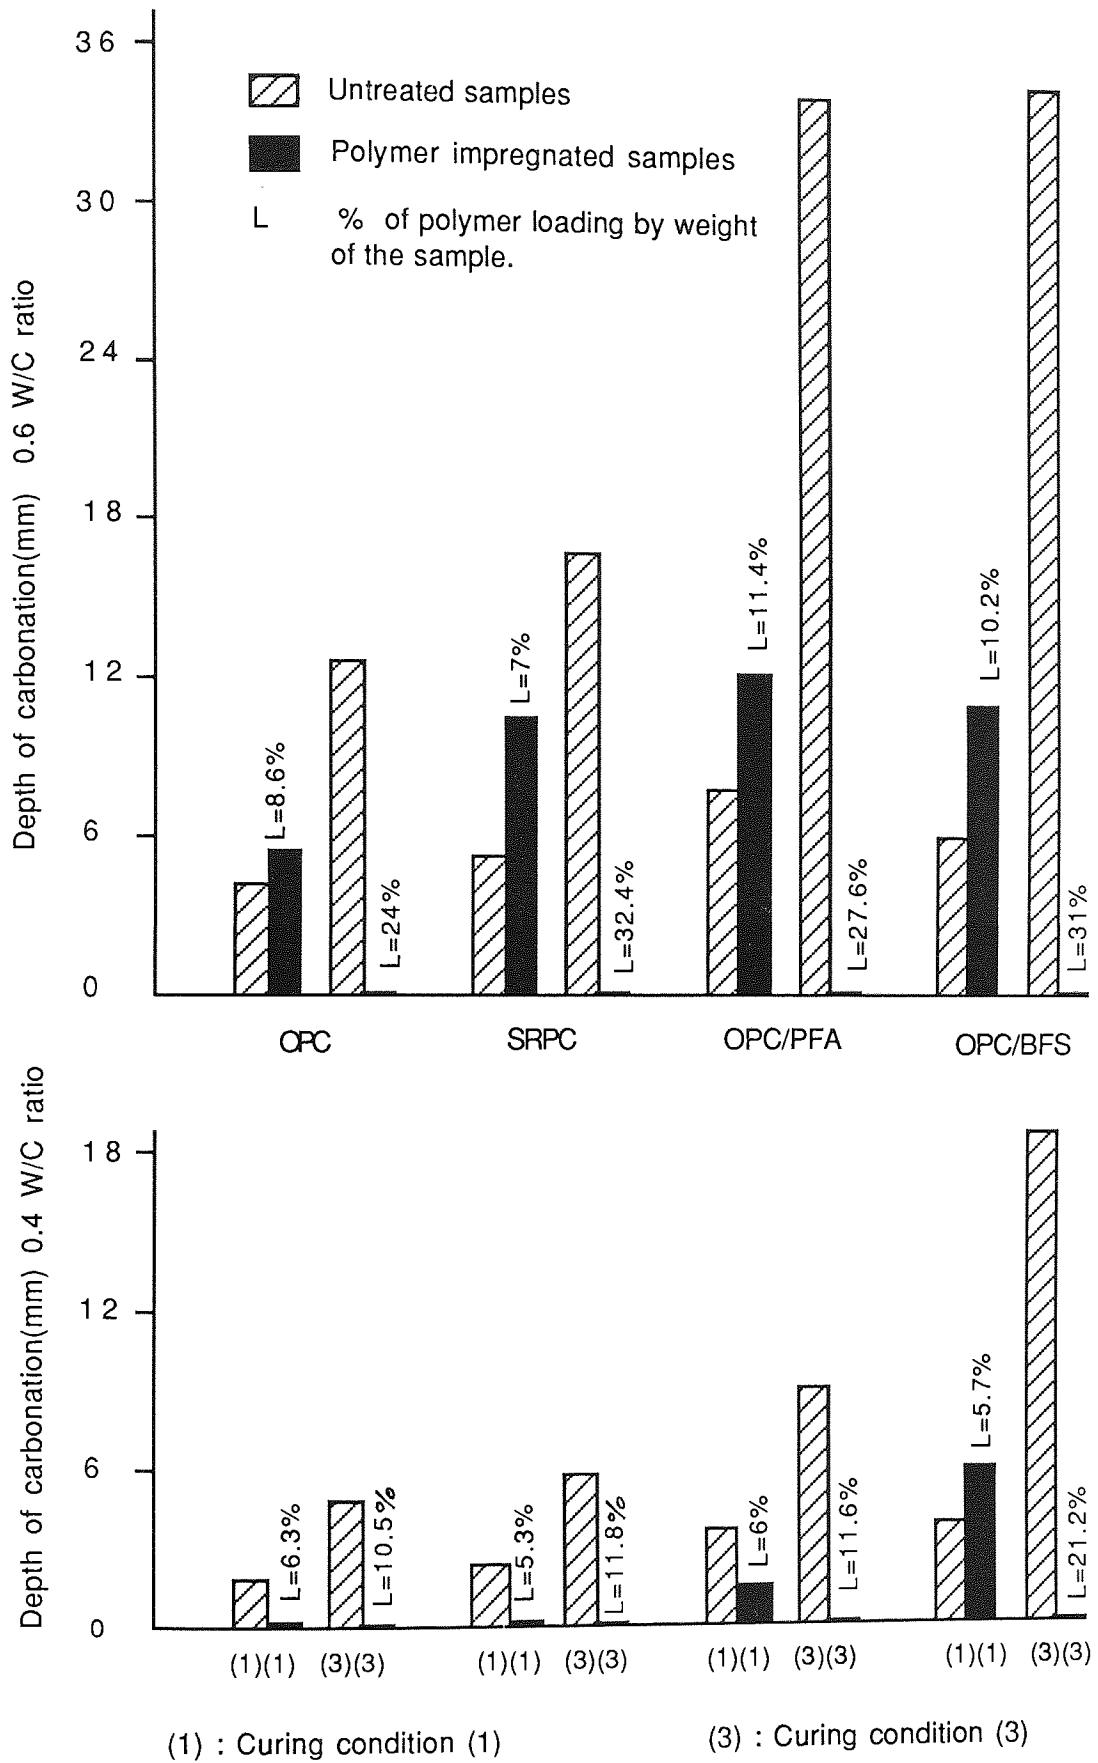 36
Untreated samples
Polymer impregnated samples
L % of polymer loading by weight
of the sample.
30
24
18
12
6
0
Depth of carbonation(mm) 0.6 W/C ratio
L=8.6%
L=24%
L=7%
L=32.4%
L=11.4%
L=27.6%
L=10.2%
L=31%
OPC SRPC OPC/PFA OPC/BFS
18
12
6
0
Depth of carbonation(mm) 0.4 W/C ratio
L=6.3%
L=10.5%
L=5.3%
L=11.8%
L=6%
L=11.6%
L=5.7%
L=21.2%
(1)(1) (3)(3) (1)(1) (3)(3) (1)(1) (3)(3) (1)(1) (3)(3)
(1) : Curing condition (1) (3) : Curing condition (3)